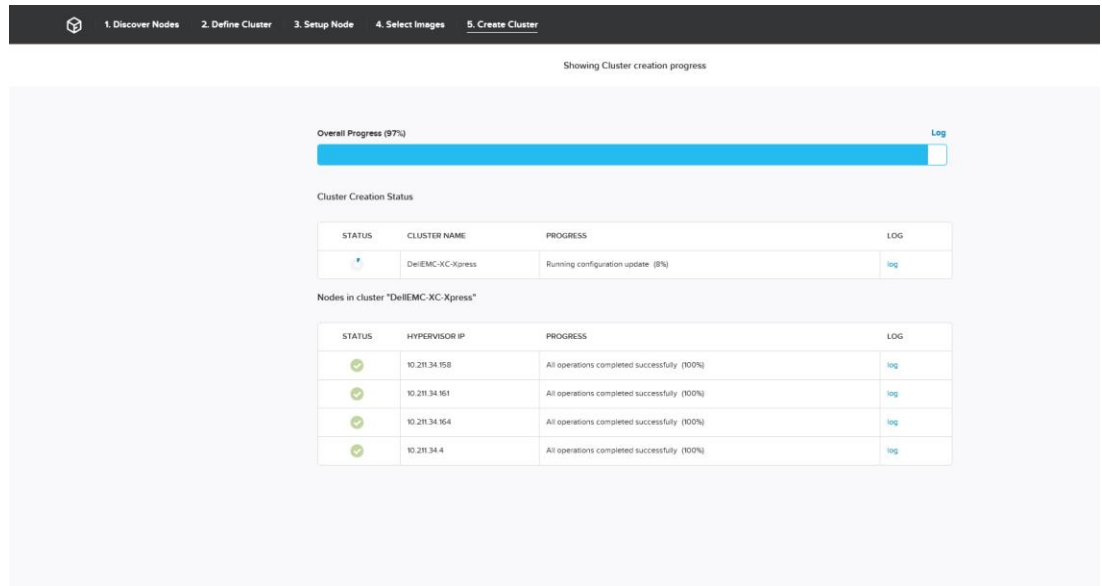 1. Discover Nodes 2. Define Cluster 3. Setup Node 4. Select Images 5. Create Cluster
Showing Cluster creation progress
Overall Progress (97%) Log
Cluster Creation Status
STATUS CLUSTER NAME PROGRESS LOG
DellEMC-XC-Xpress Running configuration update (8%) log
Nodes in cluster "DellEMC-XC-Xpress"
STATUS HYPERVISOR IP PROGRESS LOG
10.211.34.158 All operations completed successfully (100%) log
10.211.34.161 All operations completed successfully (100%) log
10.211.34.164 All operations completed successfully (100%) log
10.211.34.4 All operations completed successfully (100%) log